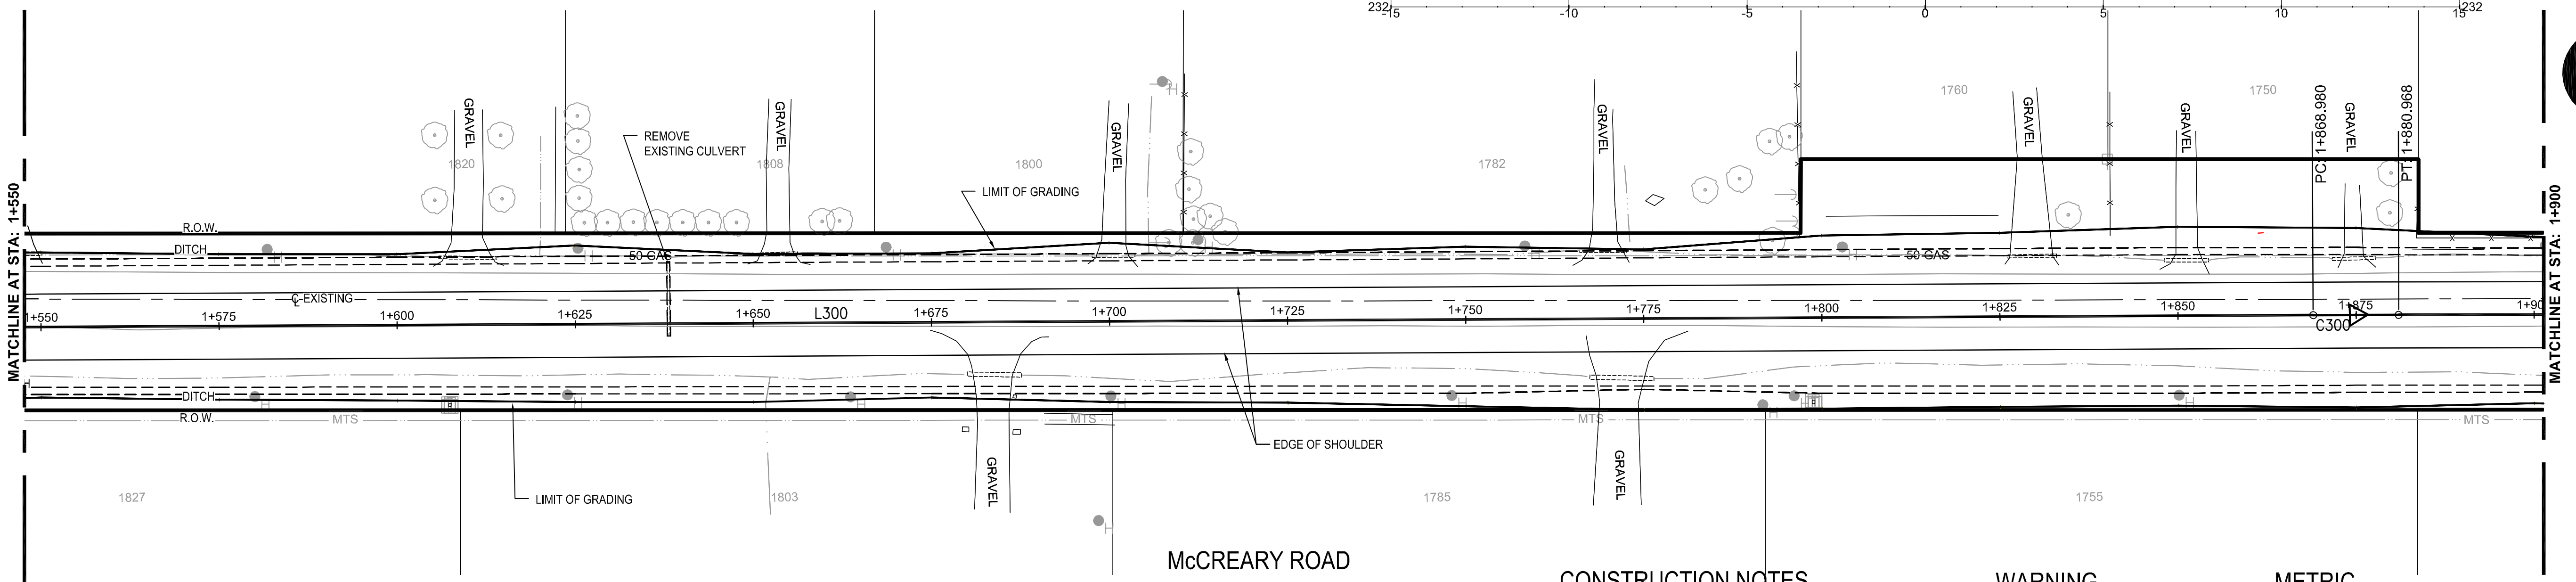 232
-15
-10
-5
0
5
10
15
232
MATCHLINE AT STA: 1+550
MATCHLINE AT STA: 1+900
GRAVEL
GRAVEL
GRAVEL
GRAVEL
GRAVEL
GRAVEL
GRAVEL
PC: 1+868.980
PT: 1+880.968
1760
1750
1820
REMOVE
EXISTING CULVERT
1808
1800
1782
LIMIT OF GRADING
R.O.W.
DITCH
50 GAS
50 GAS
H
H
H
H
H
H
H
℄ EXISTING
1+550
1+575
1+600
1+625
1+650
L300
1+675
1+700
1+725
1+750
1+775
1+800
1+825
1+850
1+875
1+90
C300
DITCH
H
H
H
H
H
H
H
H
R.O.W.
MTS
MTS
MTS
MTS
EDGE OF SHOULDER
GRAVEL
GRAVEL
1827
LIMIT OF GRADING
1803
1785
1755
H
McCREARY ROAD
CONSTRUCTION NOTES
WARNING
METRIC